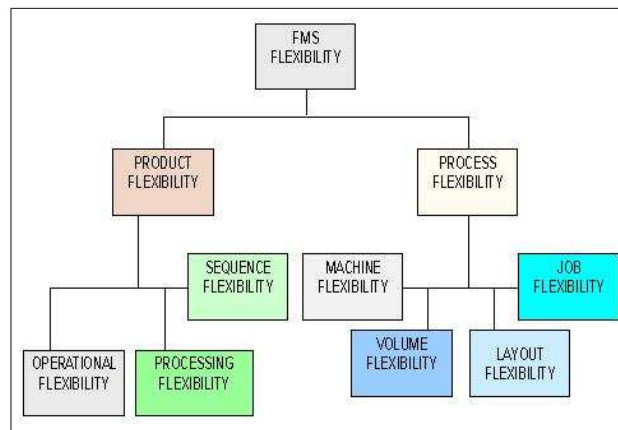 FMS
FLEXIBILITY
PRODUCT
FLEXIBILITY
PROCESS
FLEXIBILITY
SEQUENCE
FLEXIBILITY
MACHINE
FLEXIBILITY
JOB
FLEXIBILITY
OPERATIONAL
FLEXIBILITY
PROCESSING
FLEXIBILITY
VOLUME
FLEXIBILITY
LAYOUT
FLEXIBILITY